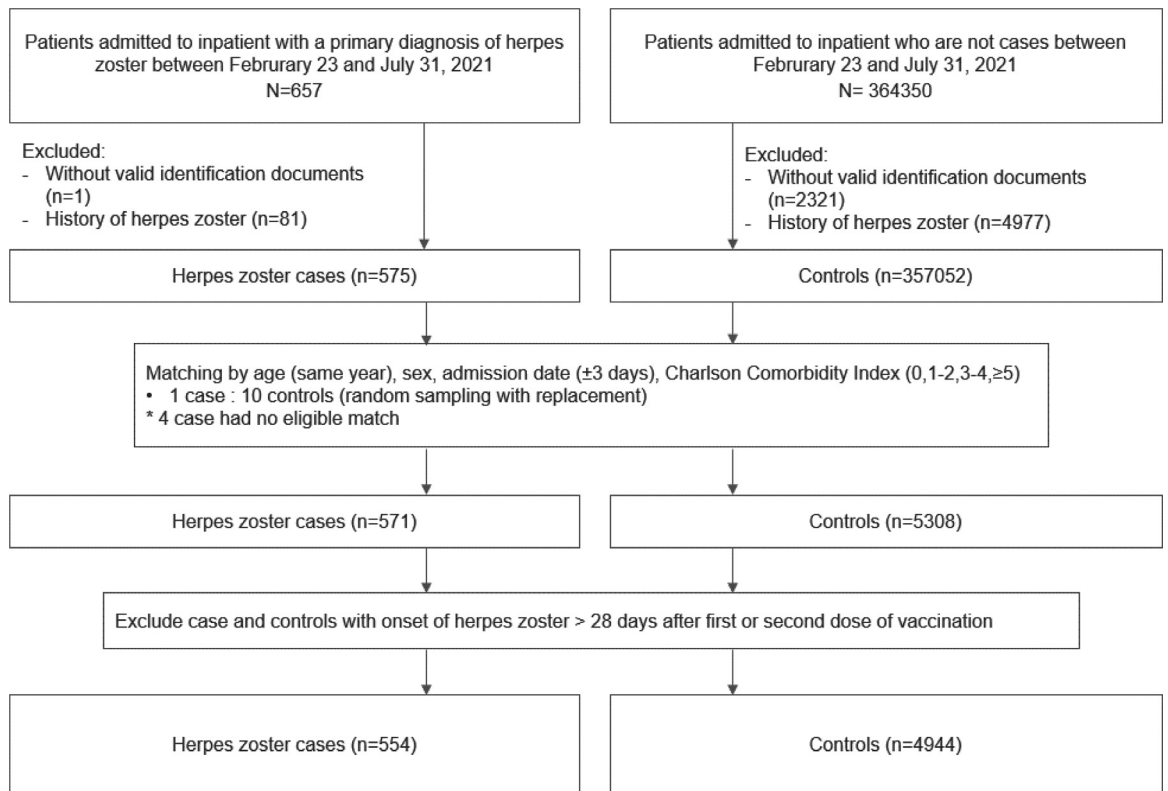 Patients admitted to inpatient with a primary diagnosis of herpes
zoster between Februrary 23 and July 31, 2021
N=657
Patients admitted to inpatient who are not cases between
Februrary 23 and July 31, 2021
N= 364350
Excluded:
- Without valid identification documents
(n=1)
- History of herpes zoster (n=81)
Excluded:
- Without valid identification documents
(n=2321)
- History of herpes zoster (n=4977)
Herpes zoster cases (n=575)
Controls (n=357052)
Matching by age (same year), sex, admission date (±3 days), Charlson Comorbidity Index (0,1-2,3-4,≥5)
• 1 case : 10 controls (random sampling with replacement)
* 4 case had no eligible match
Herpes zoster cases (n=571)
Controls (n=5308)
Exclude case and controls with onset of herpes zoster > 28 days after first or second dose of vaccination
Herpes zoster cases (n=554)
Controls (n=4944)